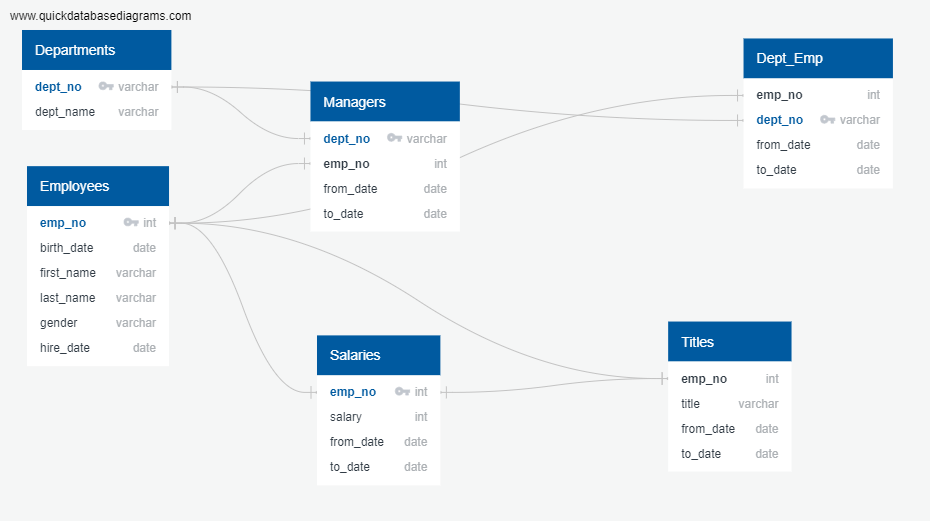 www.quickdatabasediagrams.com
Departments
dept_no varchar
dept_name varchar
Employees
emp_no int
birth_date date
first_name varchar
last_name varchar
gender varchar
hire_date date
Managers
dept_no varchar
emp_no int
from_date date
to_date date
Salaries
emp_no int
salary int
from_date date
to_date date
Dept_Emp
emp_no int
dept_no varchar
from_date date
to_date date
Titles
emp_no int
title varchar
from_date date
to_date date